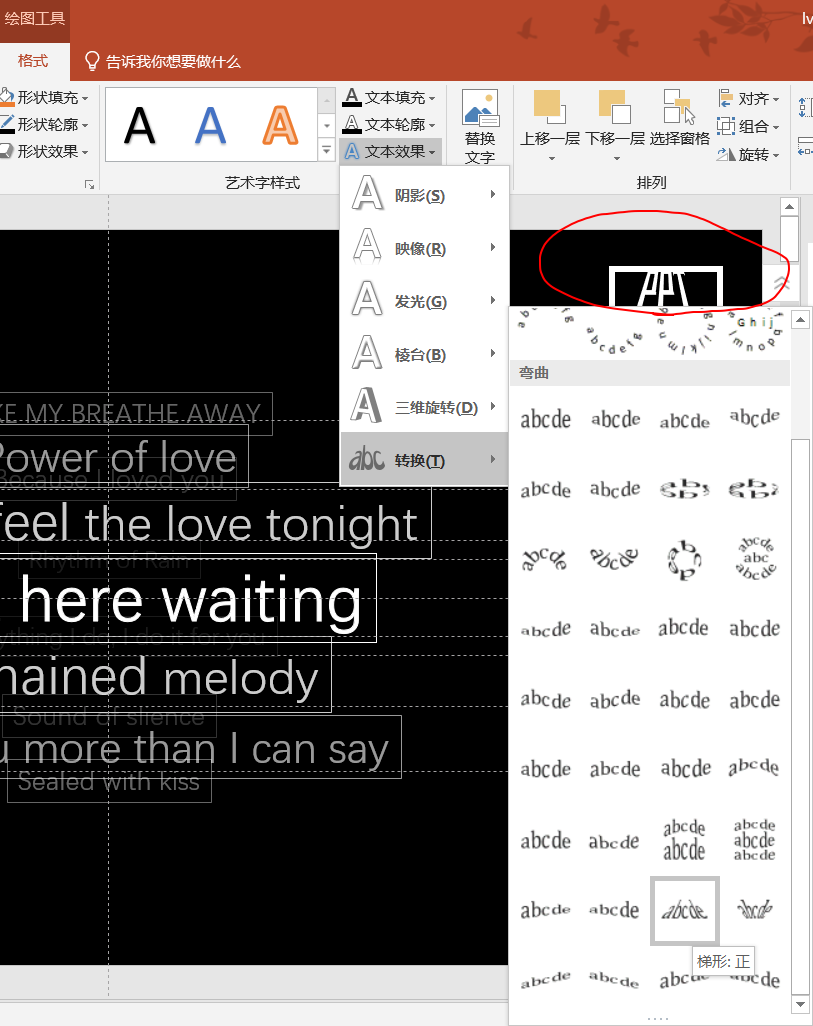 绘图工具
lv
格式
告诉我你想要做什么
形状填充
形状轮廓
形状效果
A A A
文本填充
文本轮廓
文本效果
替换
文字
上移一层
下移一层
选择窗格
对齐
组合
旋转
艺术字样式
排列
阴影(S)
映像(R)
发光(G)
棱台(B)
三维旋转(D)
转换(T)
PPT
KE MY BREATHE AWAY
Power of love
Because I loved you
feel the love tonight
Rhythm of Rain
here waiting
ything I do, I do it for you
hained melody
Sound of silence
u more than I can say
Sealed with kiss
弯曲
abcde abcde abcde abcde
abcde abcde
abcde abcde
abcde
abc
abcde
abcde abcde abcde abcde
abcde abcde abcde abcde
abcde abcde abcde abcde
abcde abcde abcde abcde
abcde abcde
abcde
abcde abcde abcde abcde
梯形: 正
abcde abcde abcde abcde